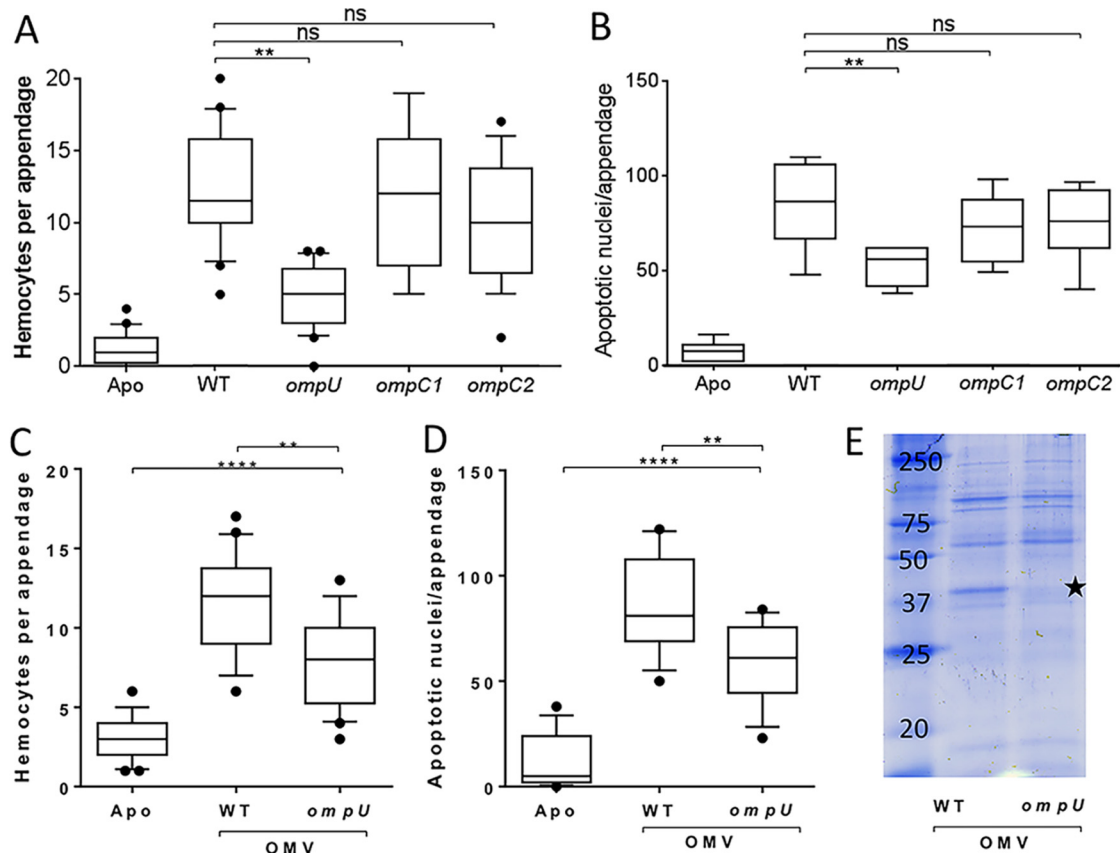 A
ns
ns
**
Hemocytes per appendage
20
15
10
5
0
Apo
WT
ompU
ompC1
ompC2
B
ns
ns
**
Apoptotic nuclei/appendage
150
100
50
0
Apo
WT
ompU
ompC1
ompC2
C
**
****
Hemocytes per appendage
20
15
10
5
0
Apo
WT
ompU
OMV
D
**
****
Apoptotic nuclei/appendage
150
100
50
0
Apo
WT
ompU
OMV
E
250
75
50
37
25
20
WT
ompU
OMV